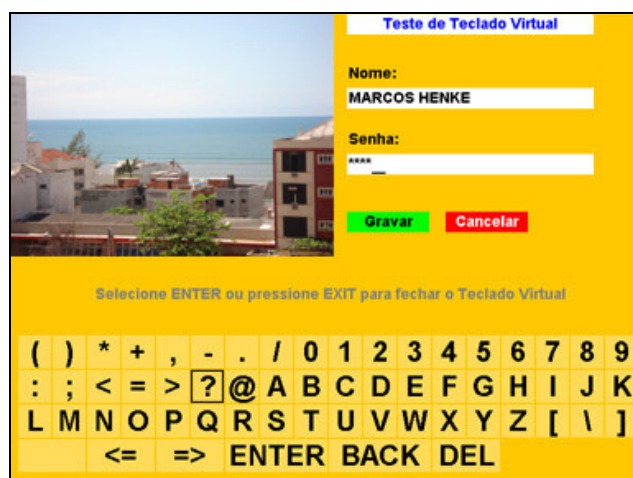 Teste de Teclado Virtual
Nome:
MARCOS HENKE
Senha:
****_
Gravar Cancelar
Selecione ENTER ou pressione EXIT para fechar o Teclado Virtual
( ) * + , - . / 0 1 2 3 4 5 6 7 8 9
: ; < = > ? @ A B C D E F G H I J K
L M N O P Q R S T U V W X Y Z [ \ ]
<= => ENTER BACK DEL